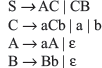 S → AC | CB
C → aCb | a | b
A → aA | ε
B → Bb | ε